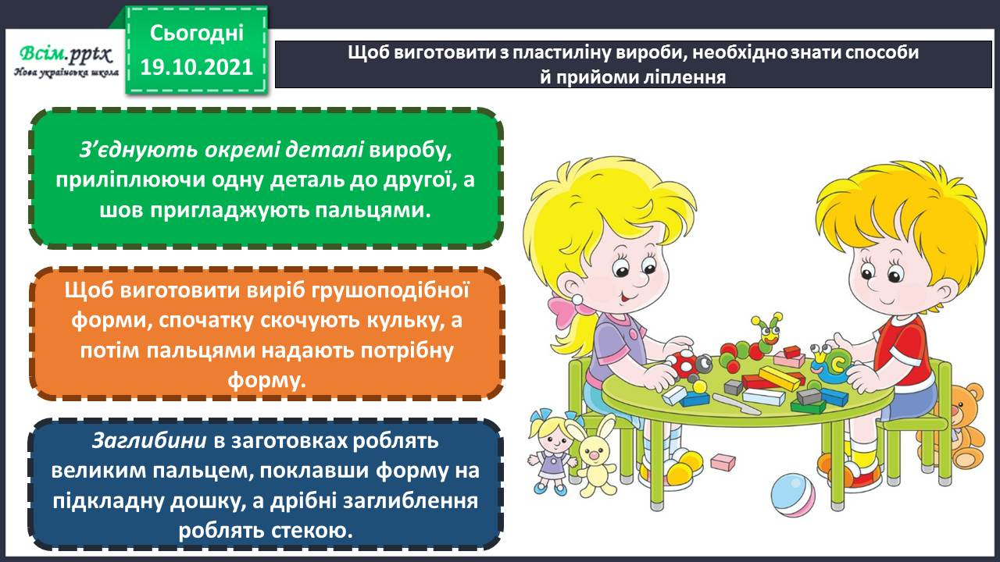 Сьогодні
19.10.2021
Всім.pptx
Нова українська школа
Щоб виготовити з пластиліну вироби, необхідно знати способи
й прийоми ліплення
З’єднують окремі деталі виробу,
приліплюючи одну деталь до другої, а
шов пригладжують пальцями.
Щоб виготовити виріб грушоподібної
форми, спочатку скочують кульку, а
потім пальцями надають потрібну
форму.
Заглибини в заготовках роблять
великим пальцем, поклавши форму на
підкладну дошку, а дрібні заглиблення
роблять стекою.